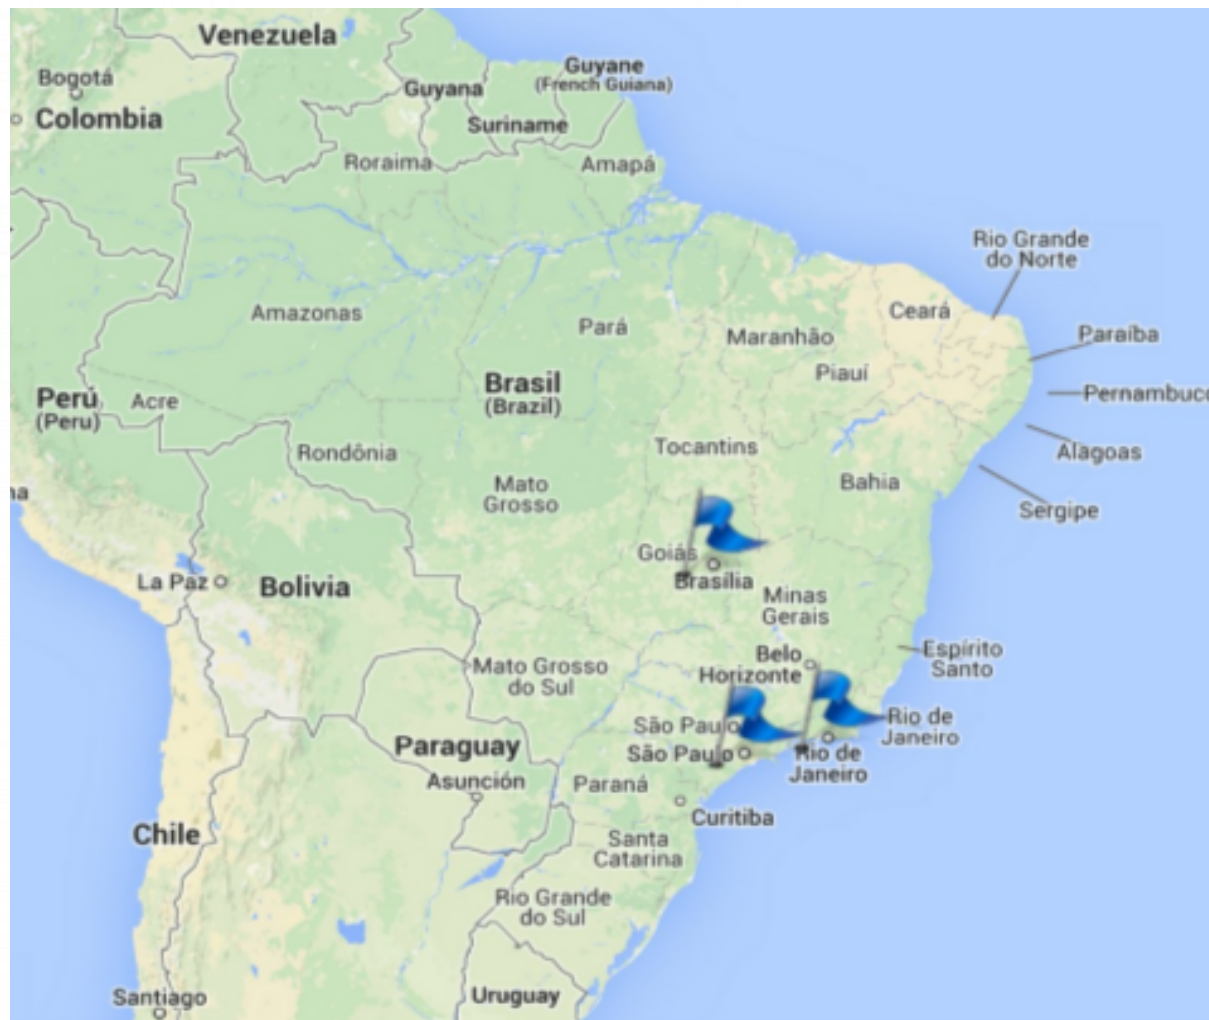 Venezuela
Bogotá
Colombia
Guyana
Guyane
(French Guiana)
Suriname
Roraima
Amapá
Rio Grande
do Norte
Amazonas
Pará
Maranhão
Ceará
Piauí
Paraíba
Perú
(Peru)
Acre
Brasil
(Brazil)
Pernambuco
Rondônia
Tocantins
Alagoas
Mato
Grosso
Bahia
na
Sergipe
Goiás
Brasília
La Paz
Bolivia
Minas
Gerais
Mato Grosso
do Sul
Belo
Horizonte
Espírito
Santo
São Paulo
São Paulo
Rio de
Janeiro
Rio de
Janeiro
Paraguay
Asunción
Paraná
Curitiba
Chile
Santa
Catarina
Rio Grande
do Sul
Santiago
Uruguay